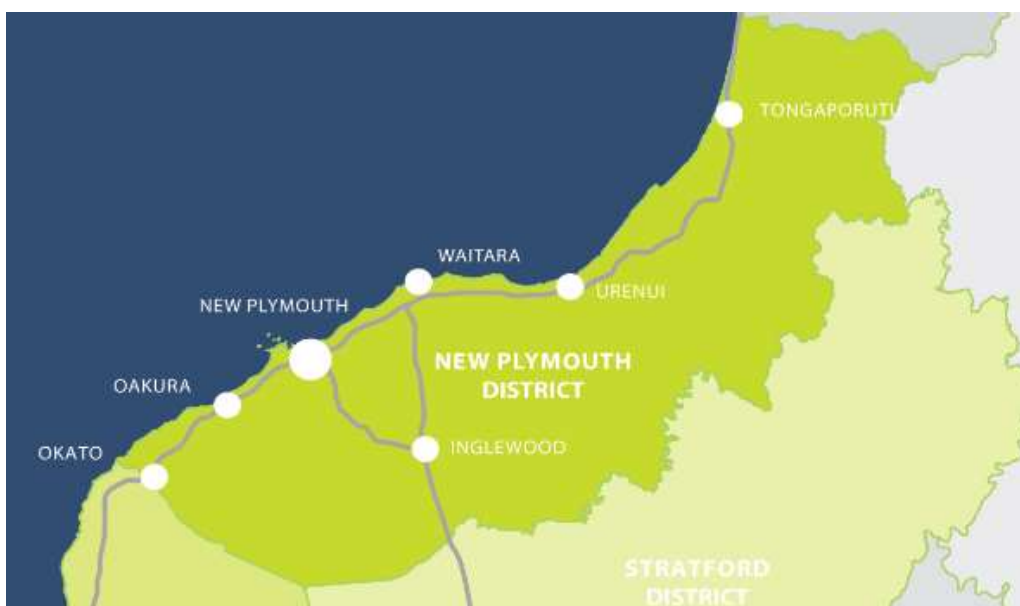 TONGAPORUTU
WAITARA
URENUI
NEW PLYMOUTH
NEW PLYMOUTH
DISTRICT
OAKURA
INGLEWOOD
OKATO
STRATFORD
DISTRICT